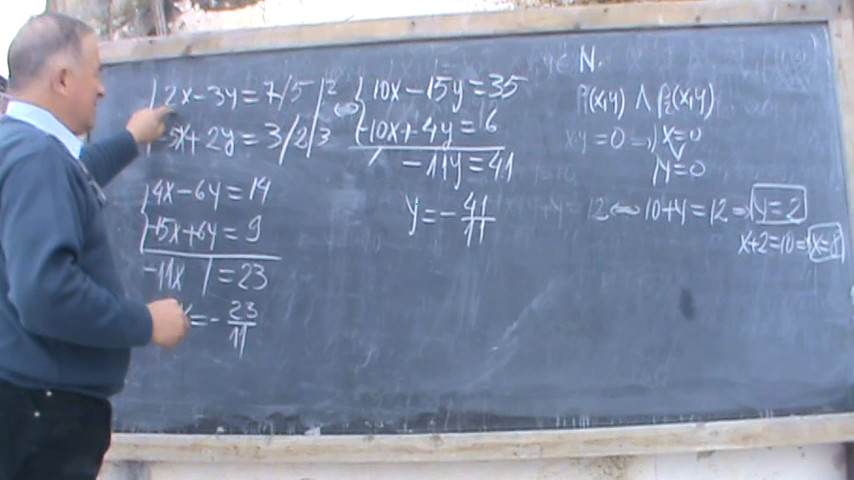 2x-3y=7/5|2
-5x+2y=3/2|3
4x-6y=14
-15x+6y=9
-11x / =23
=-23/11
⇔ 10x-15y=35
-10x+4y=6
/ -11y=41
y=-41/11
N.
P₁(x,y) ∧ P₂(x,y)
x·y=0 ⇒ x=0
∨
y=0
=12 ⇔ 10+y=12 ⇒ y=2
x+2=10 ⇒ x=8